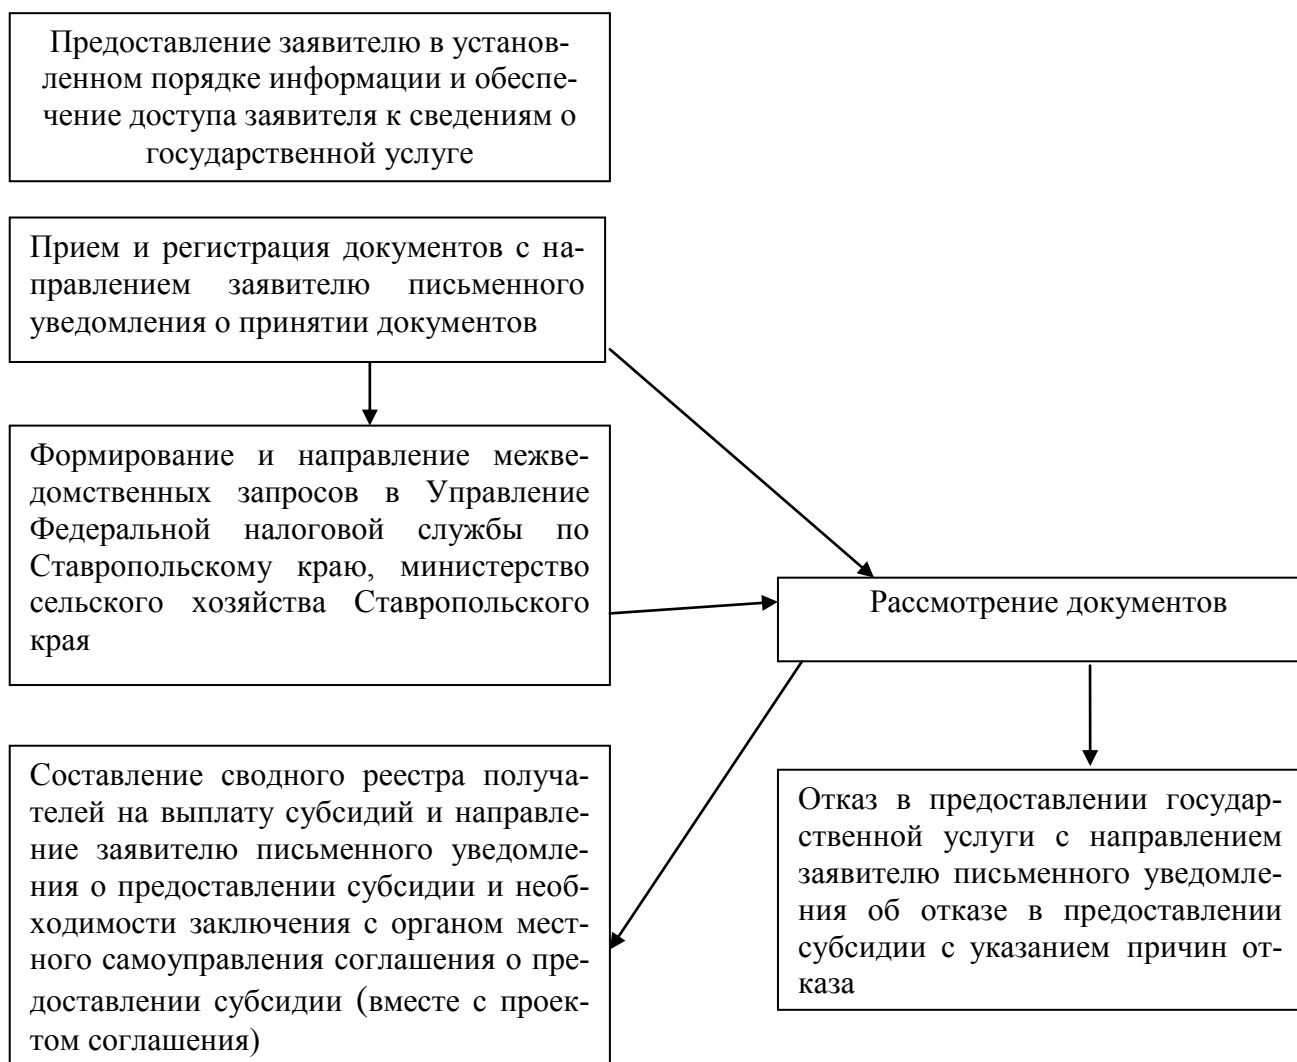 Предоставление заявителю в установ-
ленном порядке информации и обеспе-
чение доступа заявителя к сведениям о
государственной услуге
Прием и регистрация документов с на-
правлением заявителю письменного
уведомления о принятии документов
Формирование и направление межве-
домственных запросов в Управление
Федеральной налоговой службы по
Ставропольскому краю, министерство
сельского хозяйства Ставропольского
края
Рассмотрение документов
Составление сводного реестра получа-
телей на выплату субсидий и направле-
ние заявителю письменного уведомле-
ния о предоставлении субсидии и необ-
ходимости заключения с органом мест-
ного самоуправления соглашения о пре-
доставлении субсидии (вместе с проек-
том соглашения)
Отказ в предоставлении государ-
ственной услуги с направлением
заявителю письменного уведомле-
ния об отказе в предоставлении
субсидии с указанием причин от-
каза